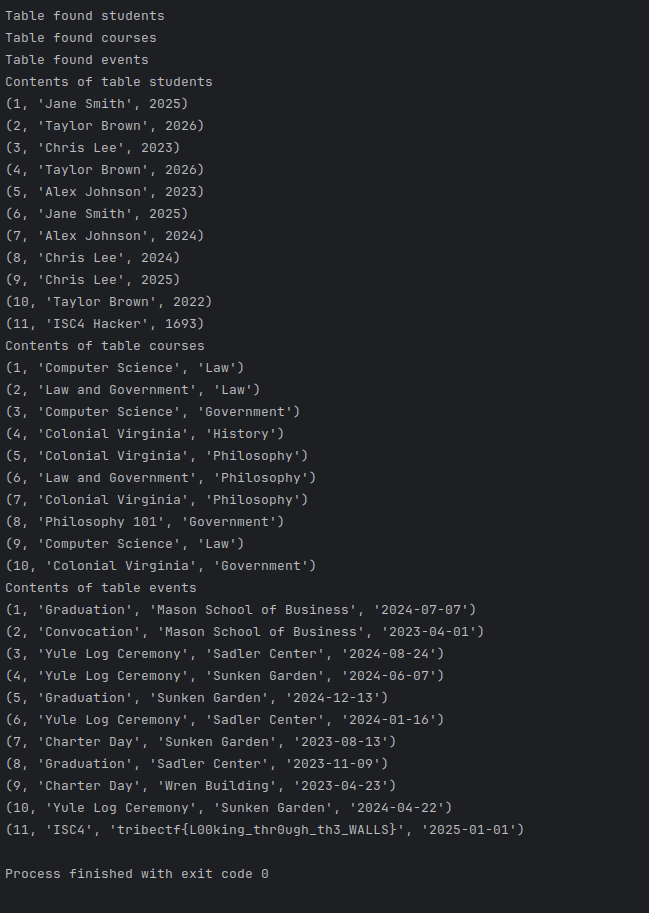 Table found students
Table found courses
Table found events
Contents of table students
(1, 'Jane Smith', 2025)
(2, 'Taylor Brown', 2026)
(3, 'Chris Lee', 2023)
(4, 'Taylor Brown', 2026)
(5, 'Alex Johnson', 2023)
(6, 'Jane Smith', 2025)
(7, 'Alex Johnson', 2024)
(8, 'Chris Lee', 2024)
(9, 'Chris Lee', 2025)
(10, 'Taylor Brown', 2022)
(11, 'ISC4 Hacker', 1693)
Contents of table courses
(1, 'Computer Science', 'Law')
(2, 'Law and Government', 'Law')
(3, 'Computer Science', 'Government')
(4, 'Colonial Virginia', 'History')
(5, 'Colonial Virginia', 'Philosophy')
(6, 'Law and Government', 'Philosophy')
(7, 'Colonial Virginia', 'Philosophy')
(8, 'Philosophy 101', 'Government')
(9, 'Computer Science', 'Law')
(10, 'Colonial Virginia', 'Government')
Contents of table events
(1, 'Graduation', 'Mason School of Business', '2024-07-07')
(2, 'Convocation', 'Mason School of Business', '2023-04-01')
(3, 'Yule Log Ceremony', 'Sadler Center', '2024-08-24')
(4, 'Yule Log Ceremony', 'Sunken Garden', '2024-06-07')
(5, 'Graduation', 'Sunken Garden', '2024-12-13')
(6, 'Yule Log Ceremony', 'Sadler Center', '2024-01-16')
(7, 'Charter Day', 'Sunken Garden', '2023-08-13')
(8, 'Graduation', 'Sadler Center', '2023-11-09')
(9, 'Charter Day', 'Wren Building', '2023-04-23')
(10, 'Yule Log Ceremony', 'Sunken Garden', '2024-04-22')
(11, 'ISC4', 'tribectf{L00king_thr0ugh_th3_WALLS}', '2025-01-01')
Process finished with exit code 0